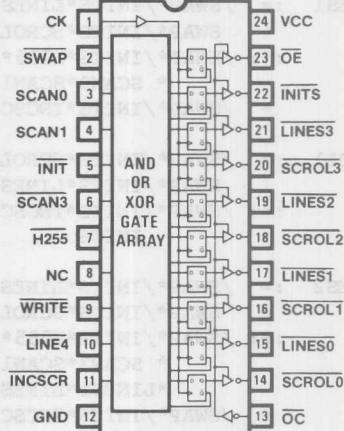 CK 1 24 VCC
SWAP 2 23 OE
SCAN0 3 22 INITS
SCAN1 4 21 LINES3
INIT 5 20 SCROL3
SCAN3 6 19 LINES2
H255 7 18 SCROL2
NC 8 17 LINES1
WRITE 9 16 SCROL1
LINE4 10 15 LINES0
INCSCR 11 14 SCROL0
GND 12 13 OC
AND
OR
XOR
GATE
ARRAY